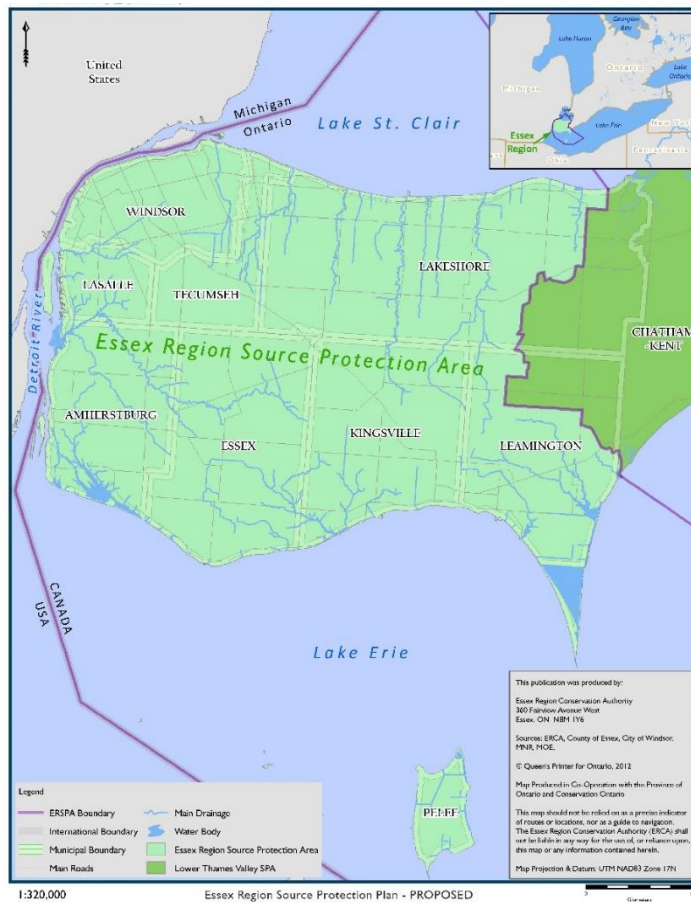 United
States
Michigan
Ontario
Lake St. Clair
Lake Huron
Georgian
Bay
Ontario
Michigan
Lake
Ontario
Lake Erie
New York
Pennsylvania
Ohio
Essex
Region
WINDSOR
LASALLE
TECUMSEH
LAKESHORE
CHATHAM
-KENT
Detroit River
Essex Region Source Protection Area
AMHERSTBURG
ESSEX
KINGSVILLE
LEAMINGTON
CANADA
USA
Lake Erie
PELEE
This publication was produced by:
Essex Region Conservation Authority
360 Fairview Avenue West
Essex, ON N8M 1Y6
Sources: ERCA, County of Essex, City of Windsor,
MNR, MOE.
© Queen's Printer for Ontario, 2012
Map Produced in Co-Operation with the Province of
Ontario and Conservation Ontario
This map should not be relied on as a precise indicator
of routes or locations, nor as a guide to navigation.
The Essex Region Conservation Authority (ERCA) shall
not be liable in any way for the use of, or reliance upon,
this map or any information contained herein.
Map Projection & Datum: UTM NAD83 Zone 17N
Legend
ERSPA Boundary
International Boundary
Municipal Boundary
Main Roads
Main Drainage
Water Body
Essex Region Source Protection Area
Lower Thames Valley SPA
1:320,000
Essex Region Source Protection Plan - PROPOSED